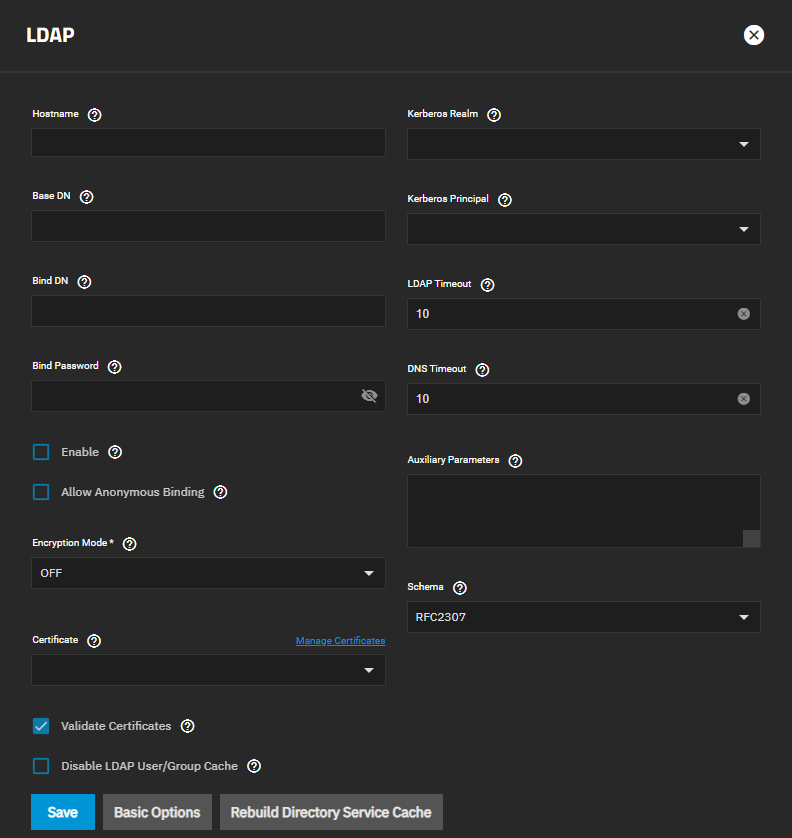 LDAP
Hostname
Base DN
Bind DN
Bind Password
Enable
Allow Anonymous Binding
Encryption Mode *
OFF
Certificate
Manage Certificates
Validate Certificates
Disable LDAP User/Group Cache
Kerberos Realm
Kerberos Principal
LDAP Timeout
10
DNS Timeout
10
Auxiliary Parameters
Schema
RFC2307
Save
Basic Options
Rebuild Directory Service Cache